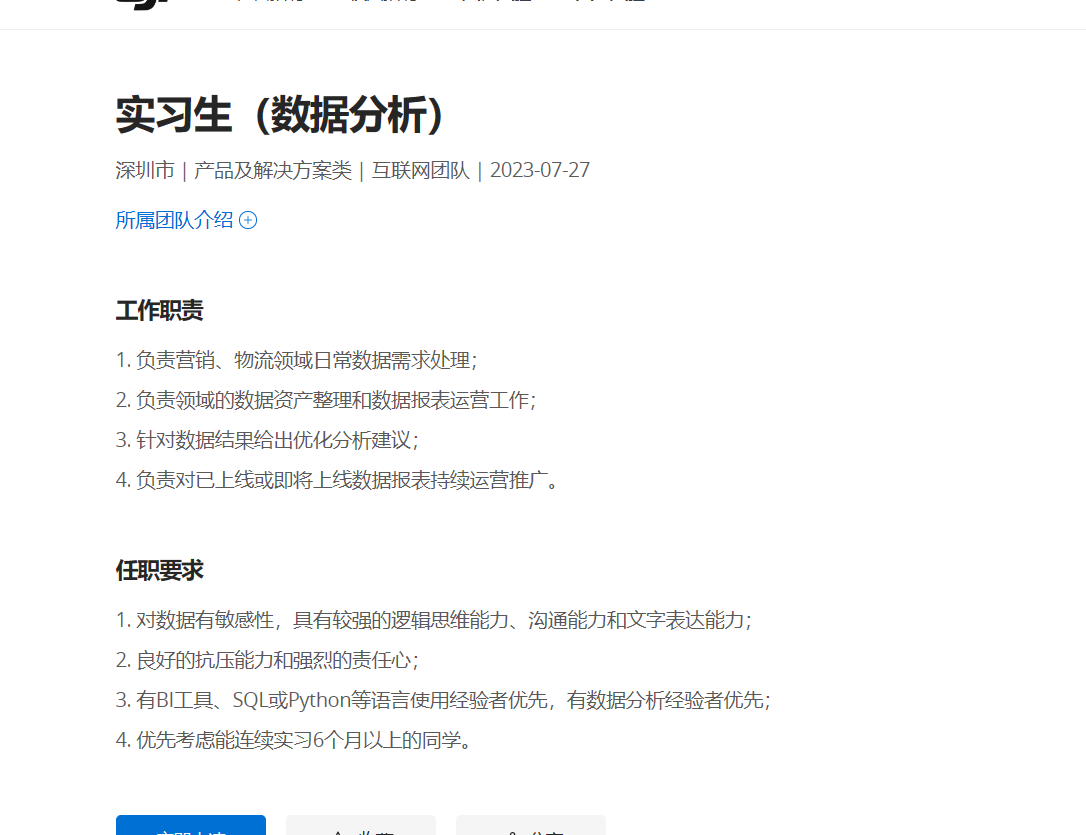 实习生（数据分析）
深圳市 | 产品及解决方案类 | 互联网团队 | 2023-07-27
所属团队介绍
工作职责
1. 负责营销、物流领域日常数据需求处理；
2. 负责领域的数据资产整理和数据报表运营工作；
3. 针对数据结果给出优化分析建议；
4. 负责对已上线或即将上线数据报表持续运营推广。
任职要求
1. 对数据有敏感性，具有较强的逻辑思维能力、沟通能力和文字表达能力；
2. 良好的抗压能力和强烈的责任心；
3. 有BI工具、SQL或Python等语言使用经验者优先，有数据分析经验者优先；
4. 优先考虑能连续实习6个月以上的同学。